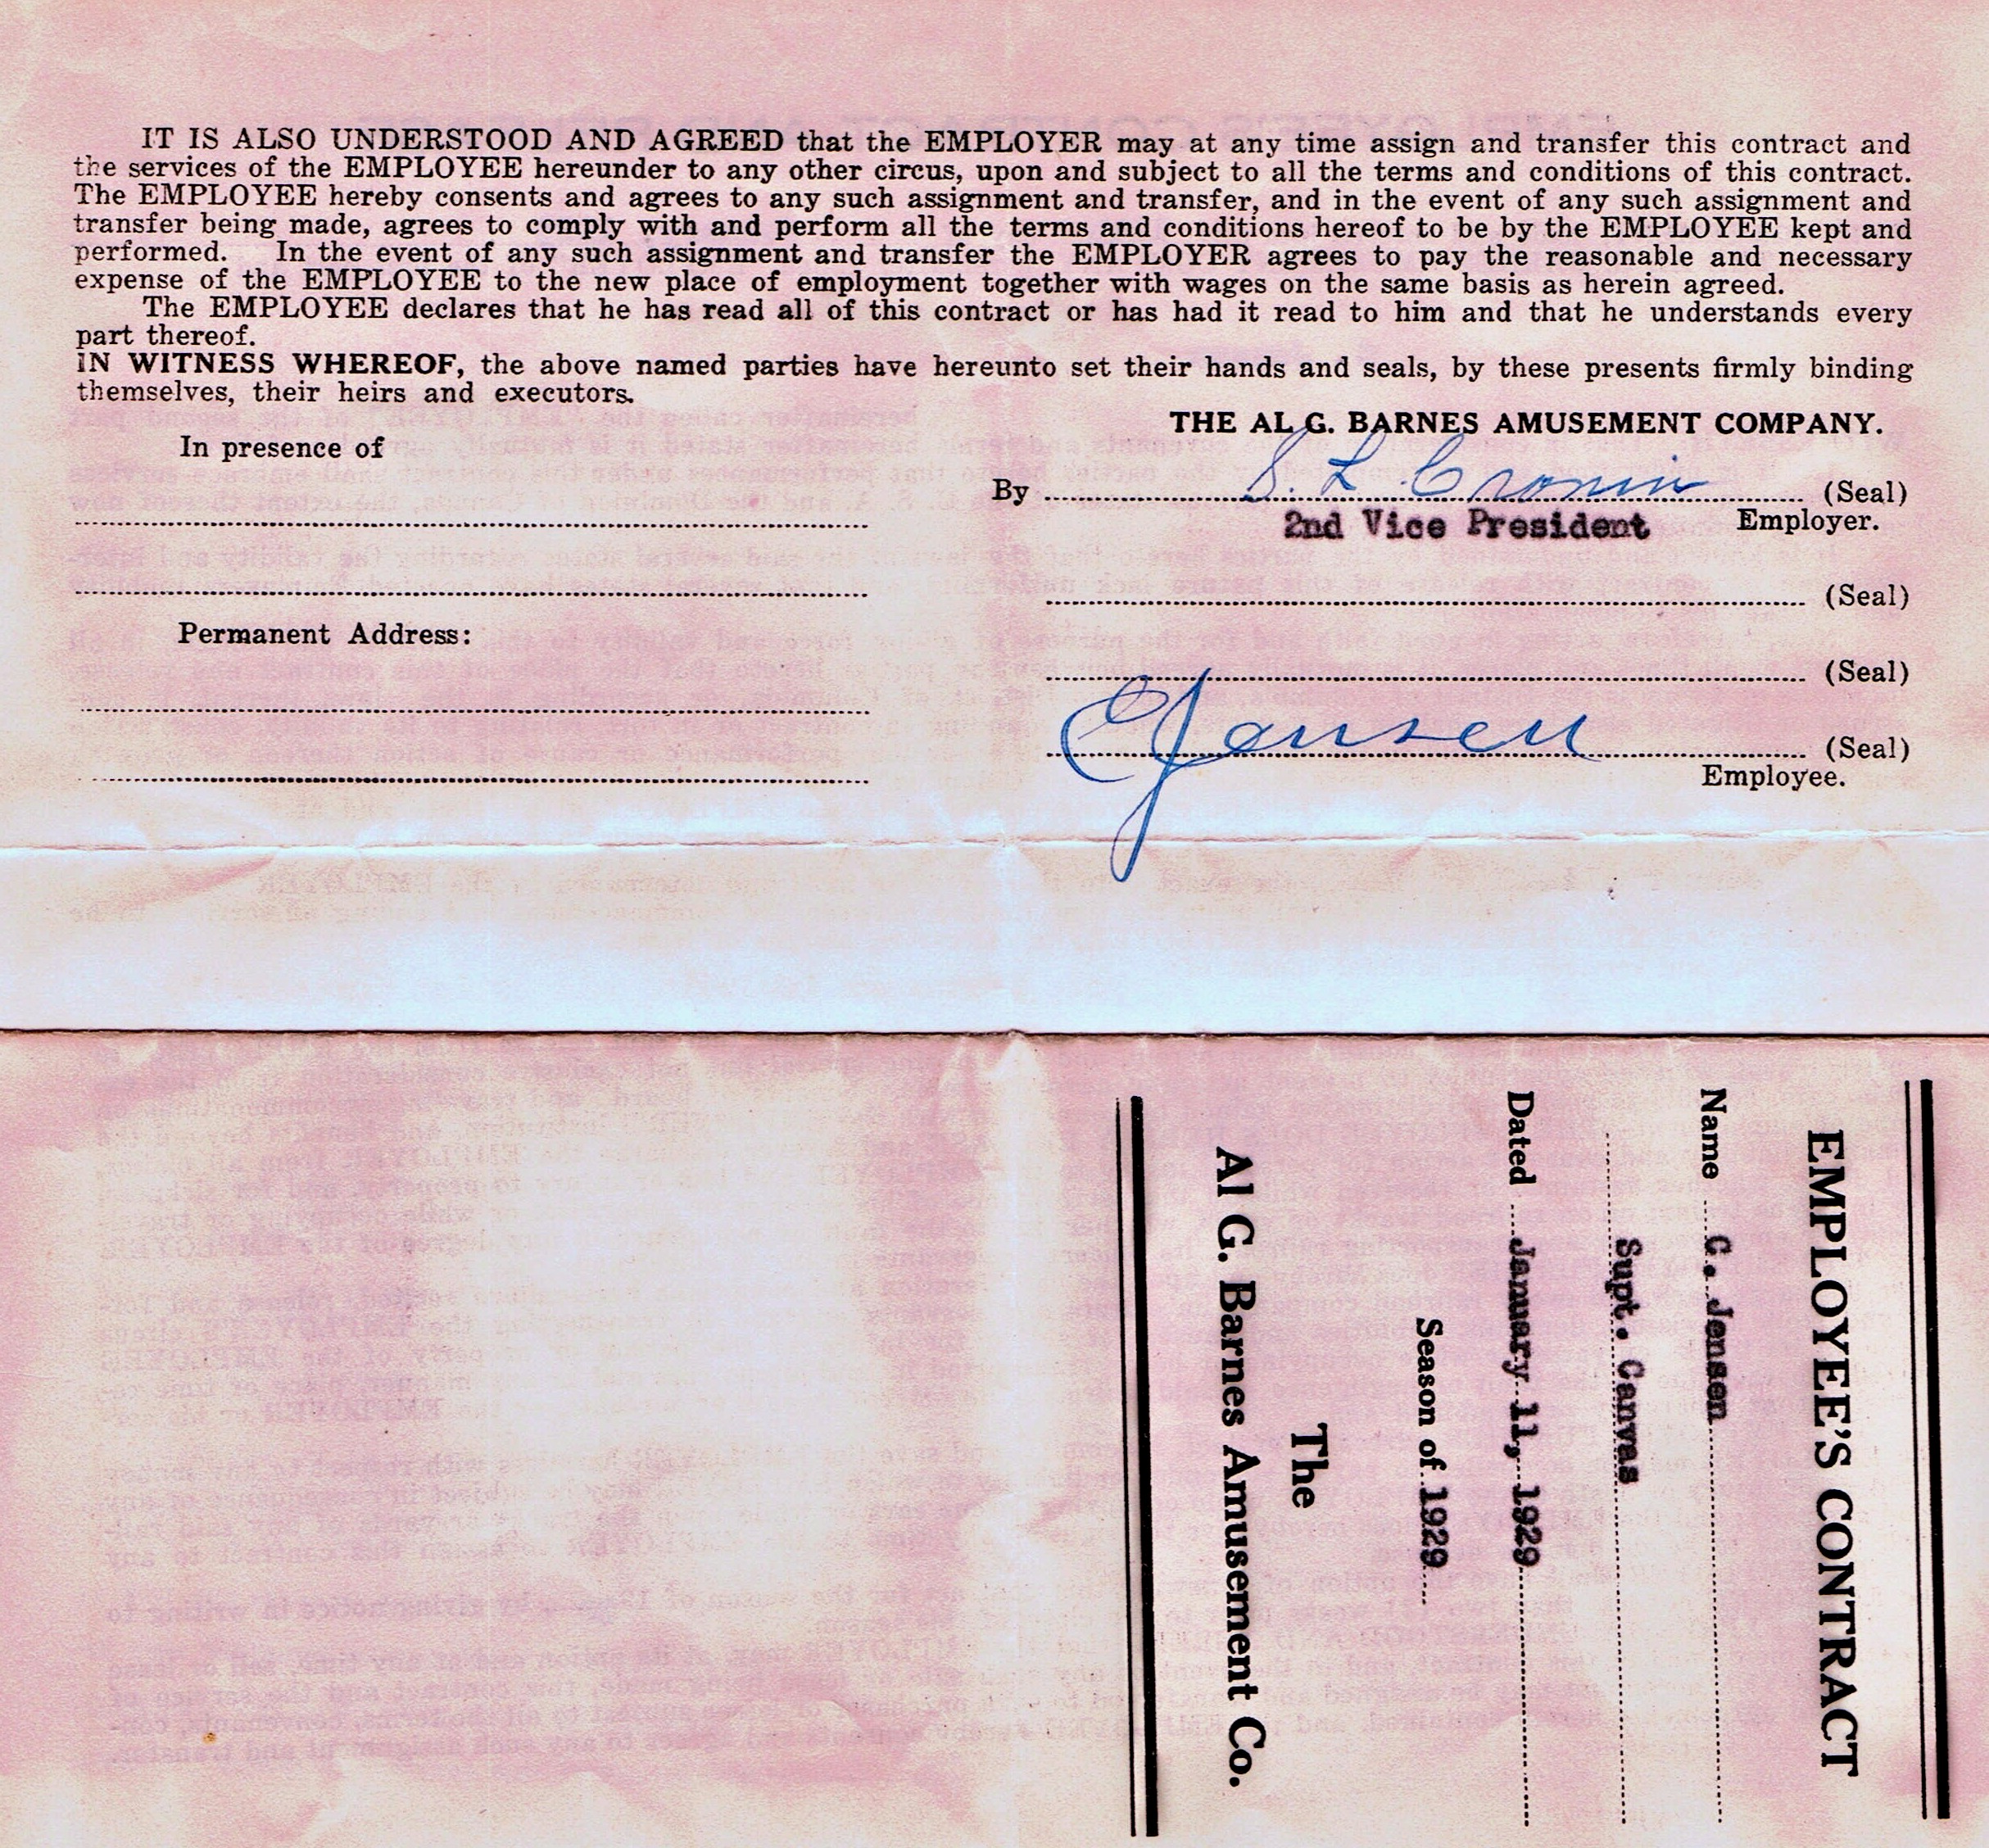 IT IS ALSO UNDERSTOOD AND AGREED that the EMPLOYER may at any time assign and transfer this contract and
the services of the EMPLOYEE hereunder to any other circus, upon and subject to all the terms and conditions of this contract.
The EMPLOYEE hereby consents and agrees to any such assignment and transfer, and in the event of any such assignment and
transfer being made, agrees to comply with and perform all the terms and conditions hereof to be by the EMPLOYEE kept and
performed. In the event of any such assignment and transfer the EMPLOYER agrees to pay the reasonable and necessary
expense of the EMPLOYEE to the new place of employment together with wages on the same basis as herein agreed.
The EMPLOYEE declares that he has read all of this contract or has had it read to him and that he understands every
part thereof.
IN WITNESS WHEREOF, the above named parties have hereunto set their hands and seals, by these presents firmly binding
themselves, their heirs and executors.
THE AL G. BARNES AMUSEMENT COMPANY.
In presence of
By S. L. Cronin (Seal)
2nd Vice President Employer.
(Seal)
Permanent Address:
(Seal)
C Jensen (Seal)
Employee.
EMPLOYEE'S CONTRACT
Name C. Jensen
Supt. Canvas
Dated January 11, 1929
Season of 1929
The
Al G. Barnes Amusement Co.